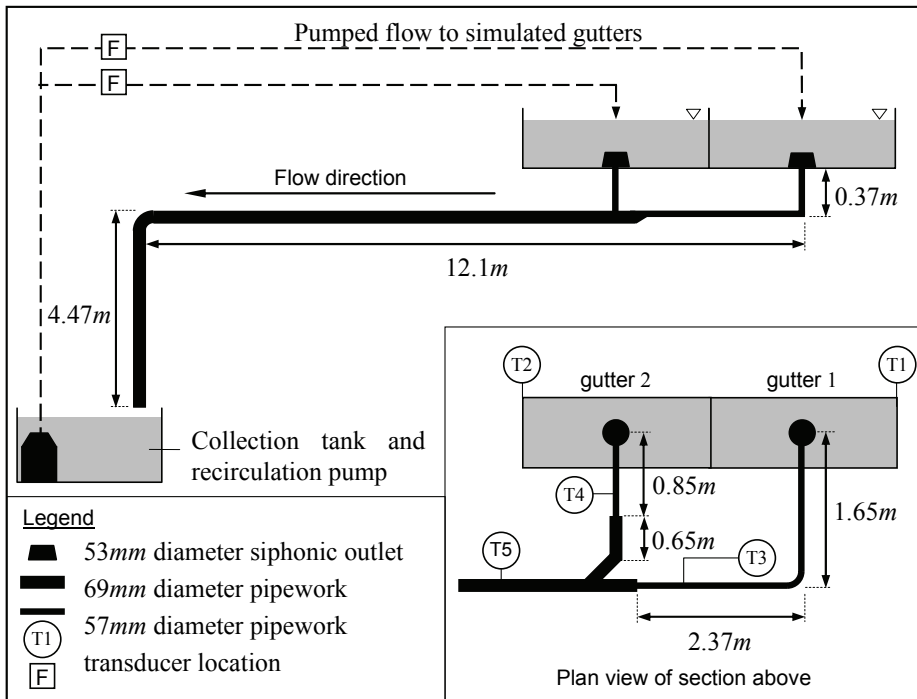 Pumped flow to simulated gutters
F
F
Flow direction
0.37m
12.1m
4.47m
Collection tank and
recirculation pump
Legend
53mm diameter siphonic outlet
69mm diameter pipework
57mm diameter pipework
T1
transducer location
F
T2
gutter 2
gutter 1
T1
T4
0.85m
1.65m
0.65m
T5
T3
2.37m
Plan view of section above